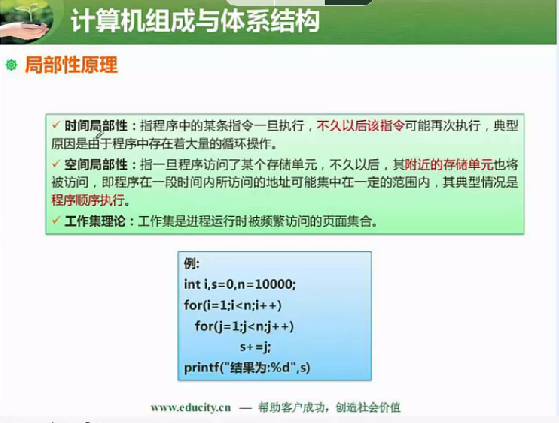 计算机组成与体系结构
局部性原理
✓ 时间局部性：指程序中的某条指令一旦执行，不久以后该指令可能再次执行，典型
原因是由于程序中存在着大量的循环操作。
✓ 空间局部性：指一旦程序访问了某个存储单元，不久以后，其附近的存储单元也将
被访问，即程序在一段时间内所访问的地址可能集中在一定的范围内，其典型情况是
程序顺序执行。
✓ 工作集理论：工作集是进程运行时被频繁访问的页面集合。
例:
int i,s=0,n=10000;
for(i=1;i<n;i++)
for(j=1;j<n;j++)
s+=j;
printf("结果为:%d",s)
www.educity.cn — 帮助客户成功，创造社会价值